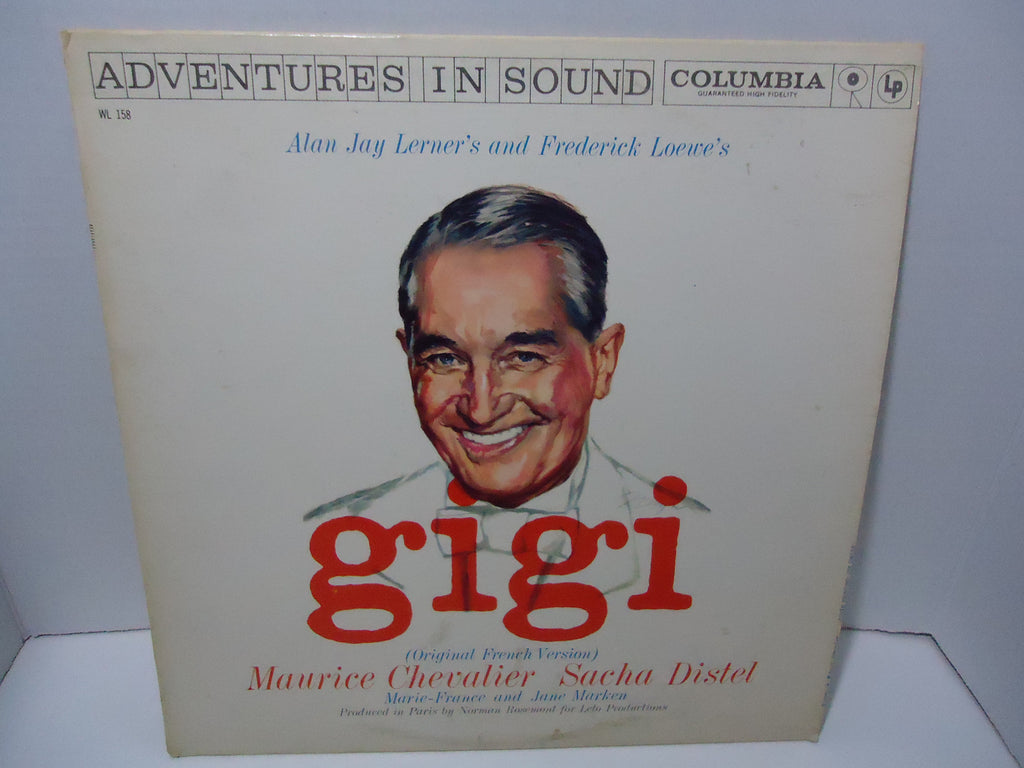 ADVENTURES IN SOUND COLUMBIA LP
GUARANTEED HIGH FIDELITY
WL 158
Alan Jay Lerner's and Frederick Loewe's
gigi
(Original French Version)
Maurice Chevalier Sacha Distel
Marie-France and Jane Marken
Produced in Paris by Norman Rosemont for Lelo Productions